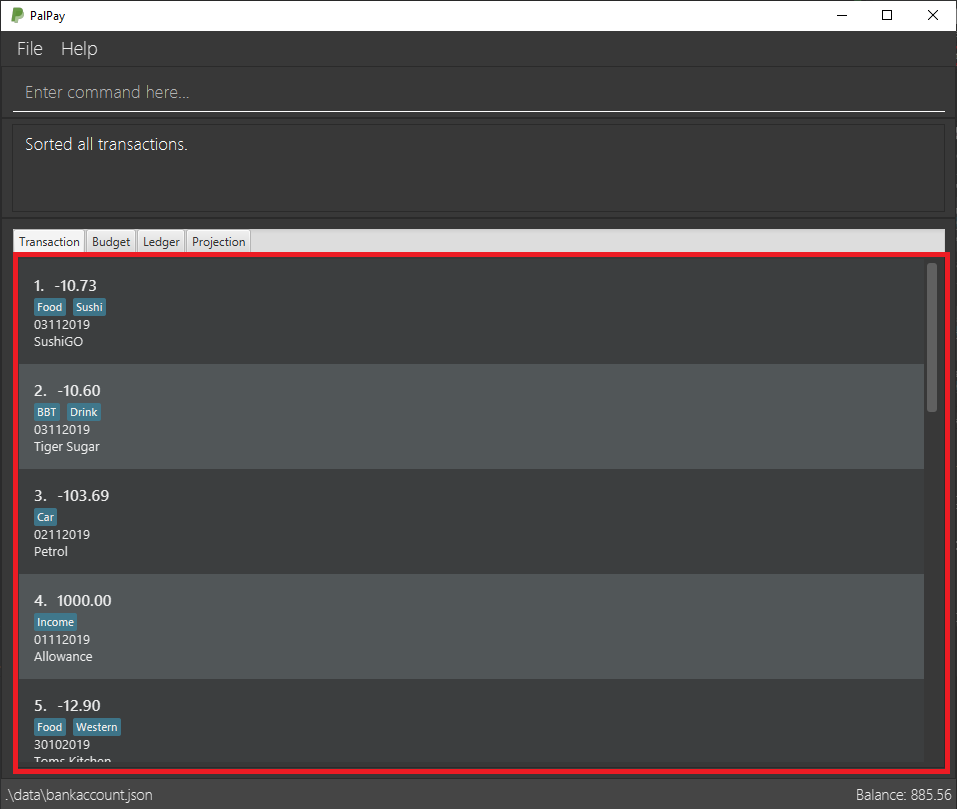 PalPay
File Help
Enter command here...
Sorted all transactions.
Transaction Budget Ledger Projection
1. -10.73
Food Sushi
03112019
SushiGO
2. -10.60
BBT Drink
03112019
Tiger Sugar
3. -103.69
Car
02112019
Petrol
4. 1000.00
Income
01112019
Allowance
5. -12.90
Food Western
30102019
Toms Kitchen
.\data\bankaccount.json Balance: 885.56